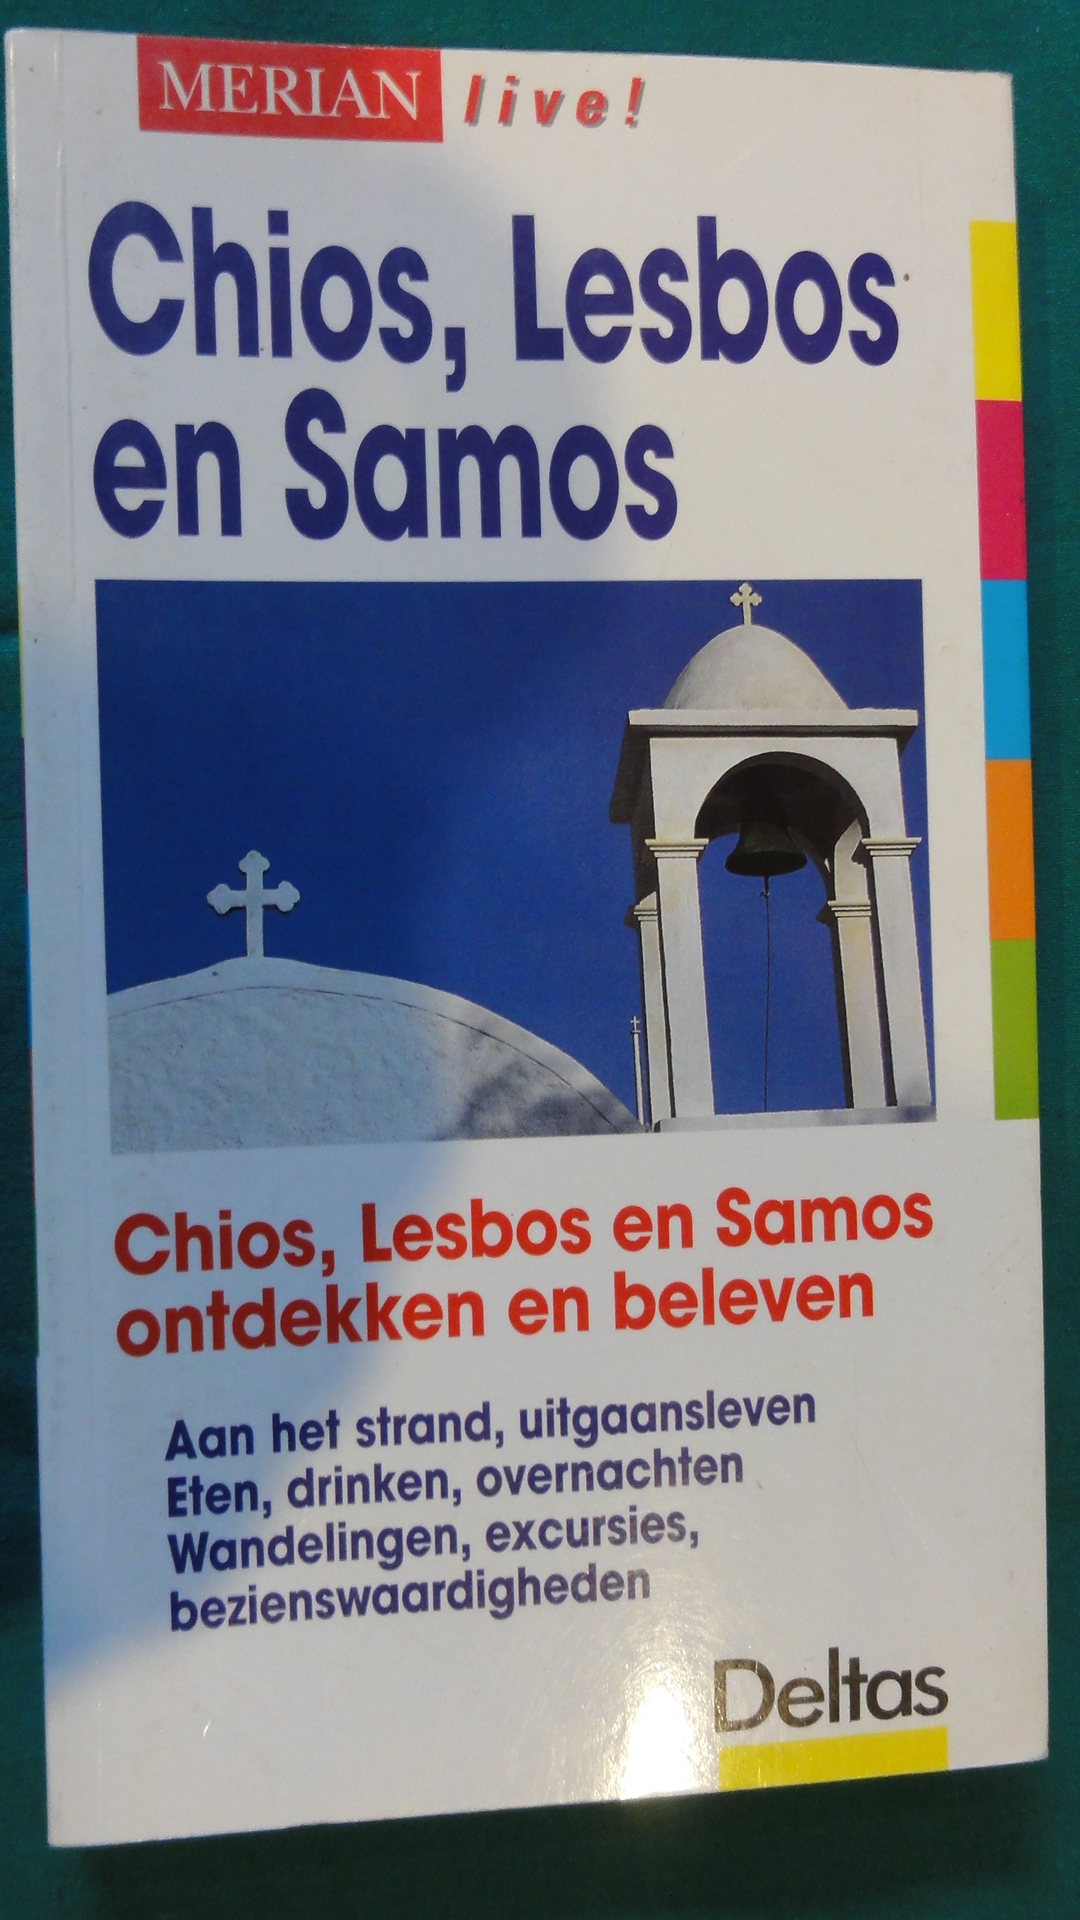 MERIAN live!
Chios, Lesbos
en Samos
Chios, Lesbos en Samos
ontdekken en beleven
Aan het strand, uitgaansleven
Eten, drinken, overnachten
Wandelingen, excursies,
bezienswaardigheden
Deltas